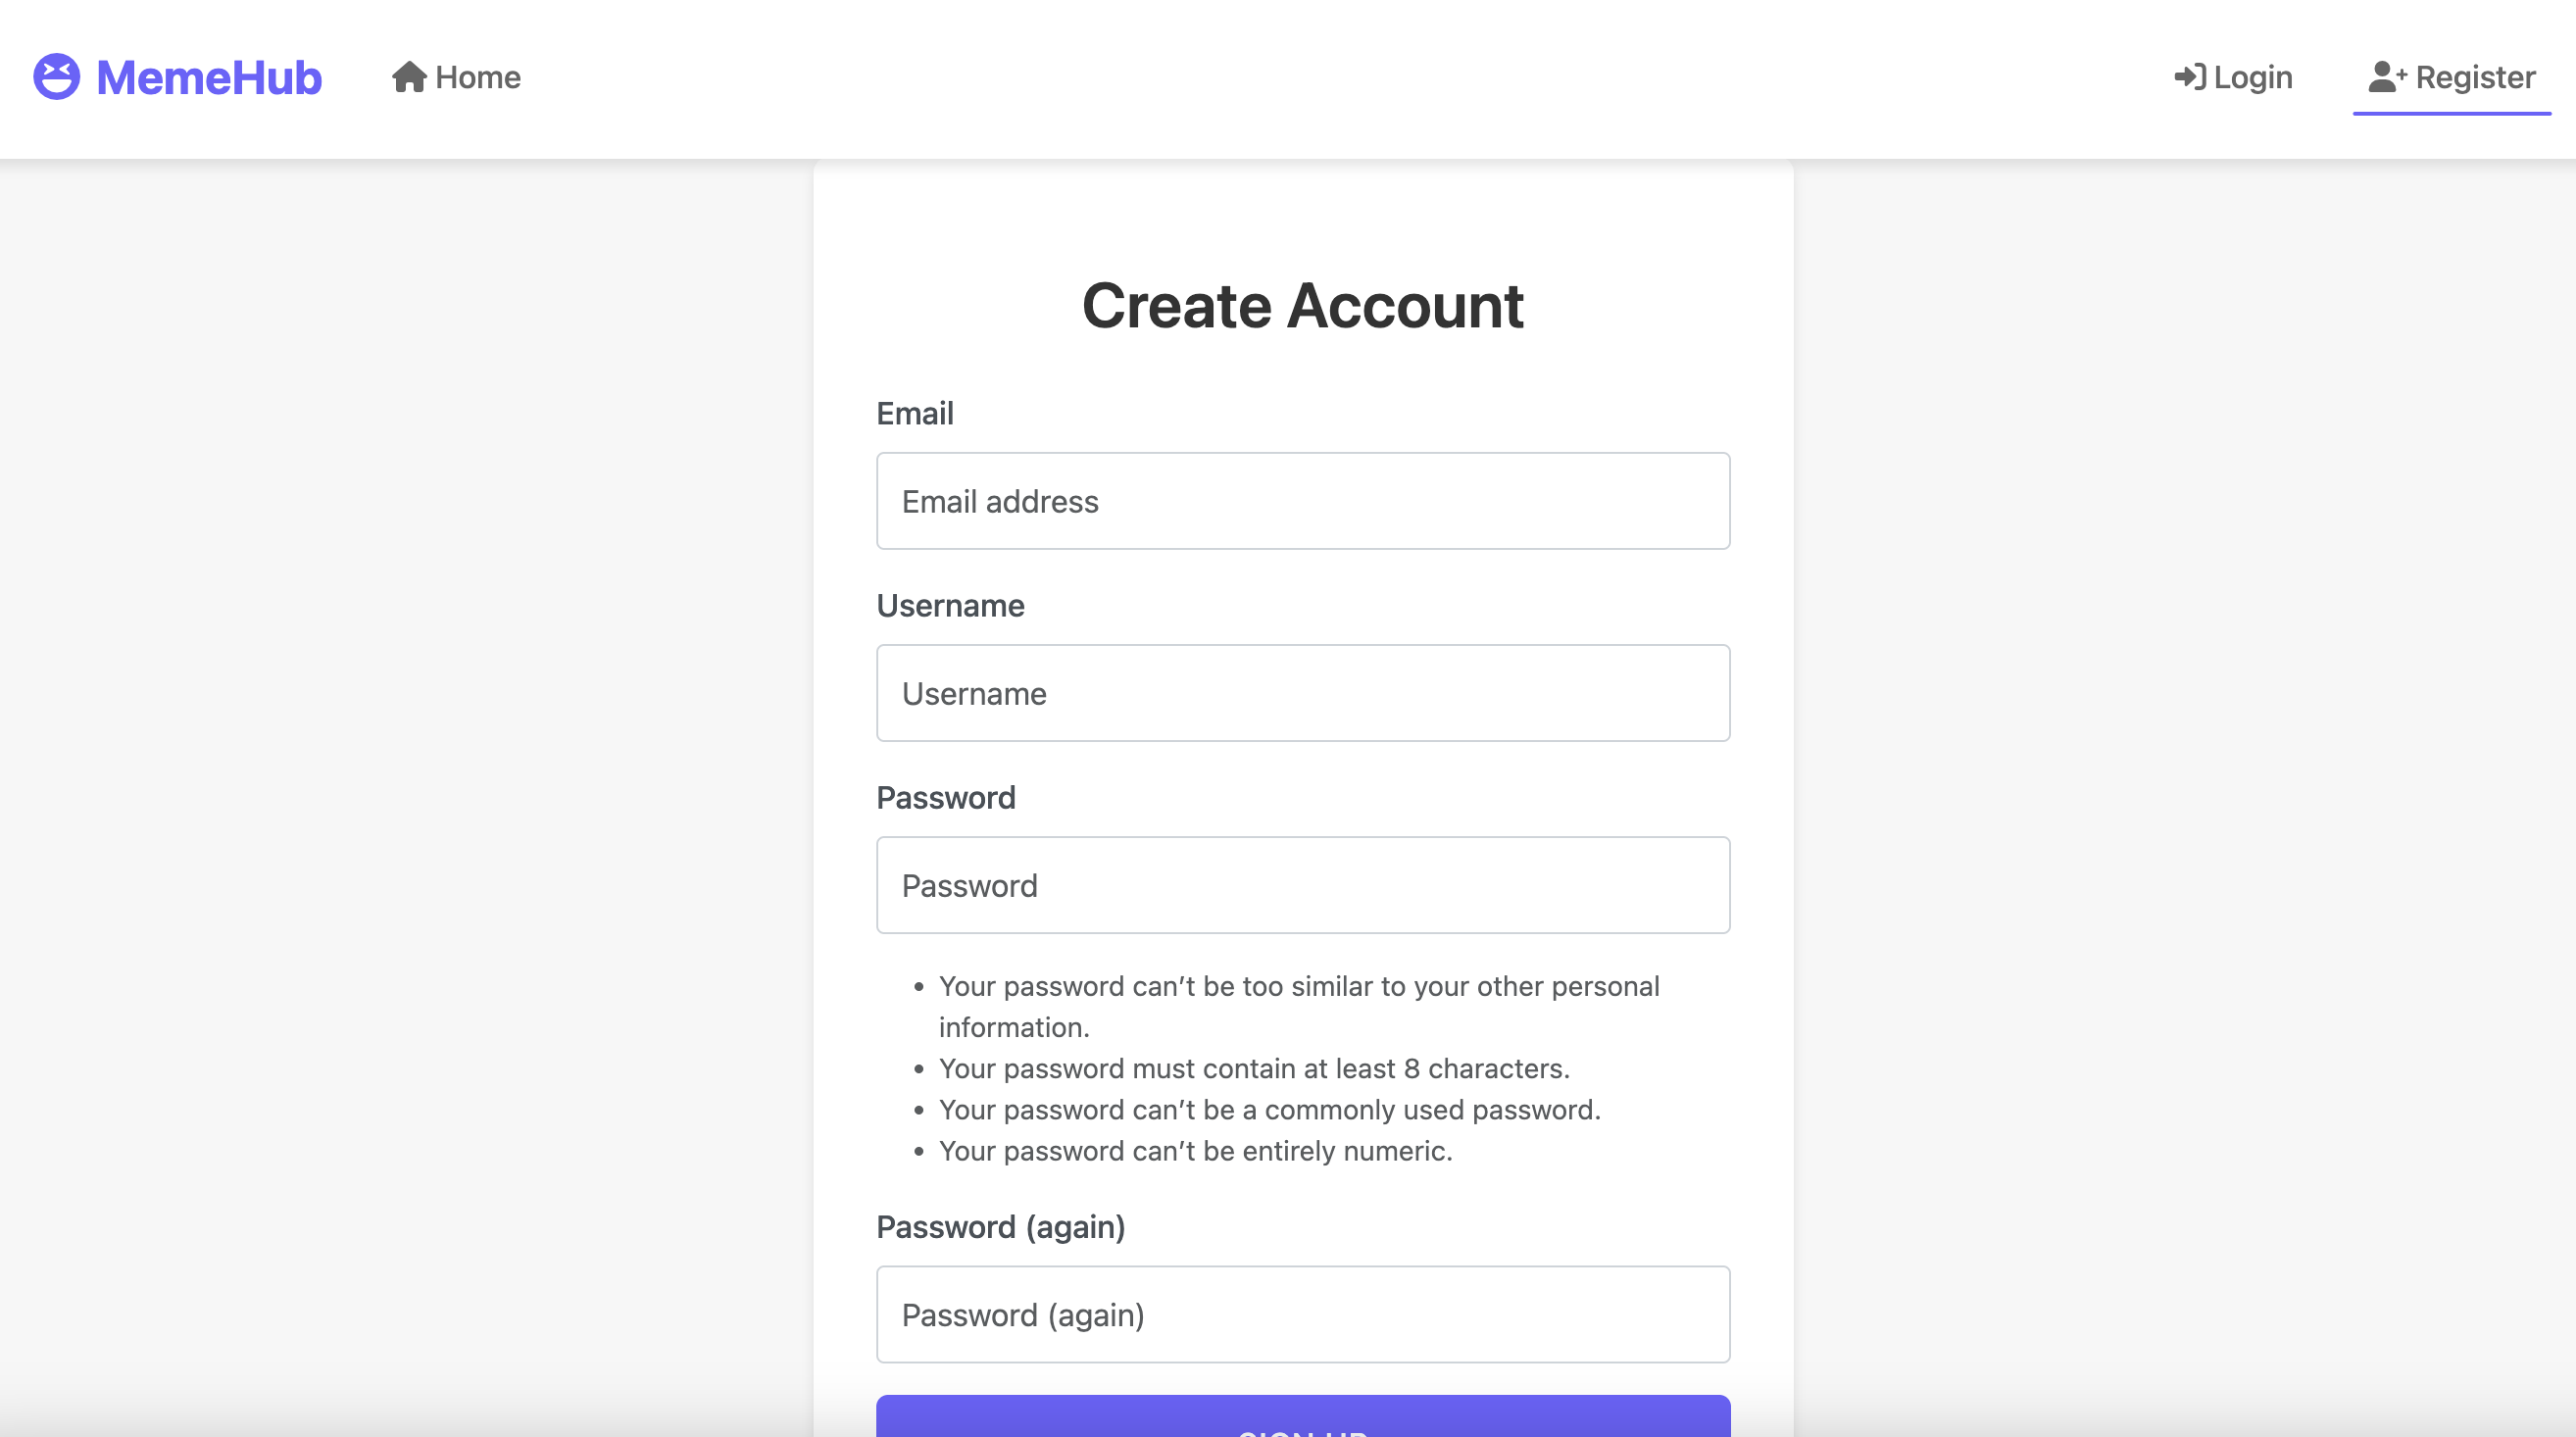 MemeHub
Home
Login
Register
Create Account
Email
Email address
Username
Username
Password
Password
• Your password can’t be too similar to your other personal
information.
• Your password must contain at least 8 characters.
• Your password can’t be a commonly used password.
• Your password can’t be entirely numeric.
Password (again)
Password (again)
SIGN UP